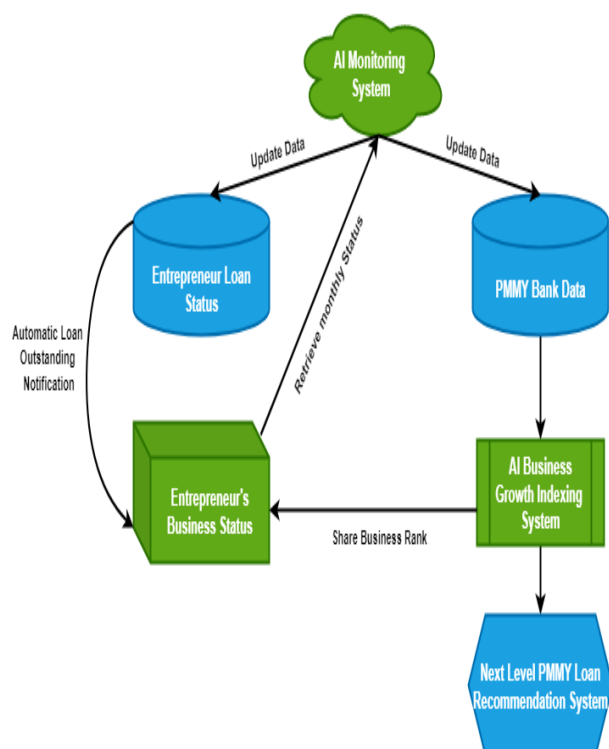 AI Monitoring
System
Update Data
Update Data
Entrepreneur Loan
Status
PMMY Bank Data
Retrieve monthly Status
Automatic Loan
Outstanding
Notification
Entrepreneur's
Business Status
AI Business
Growth Indexing
System
Share Business Rank
Next Level PMMY Loan
Recommendation System